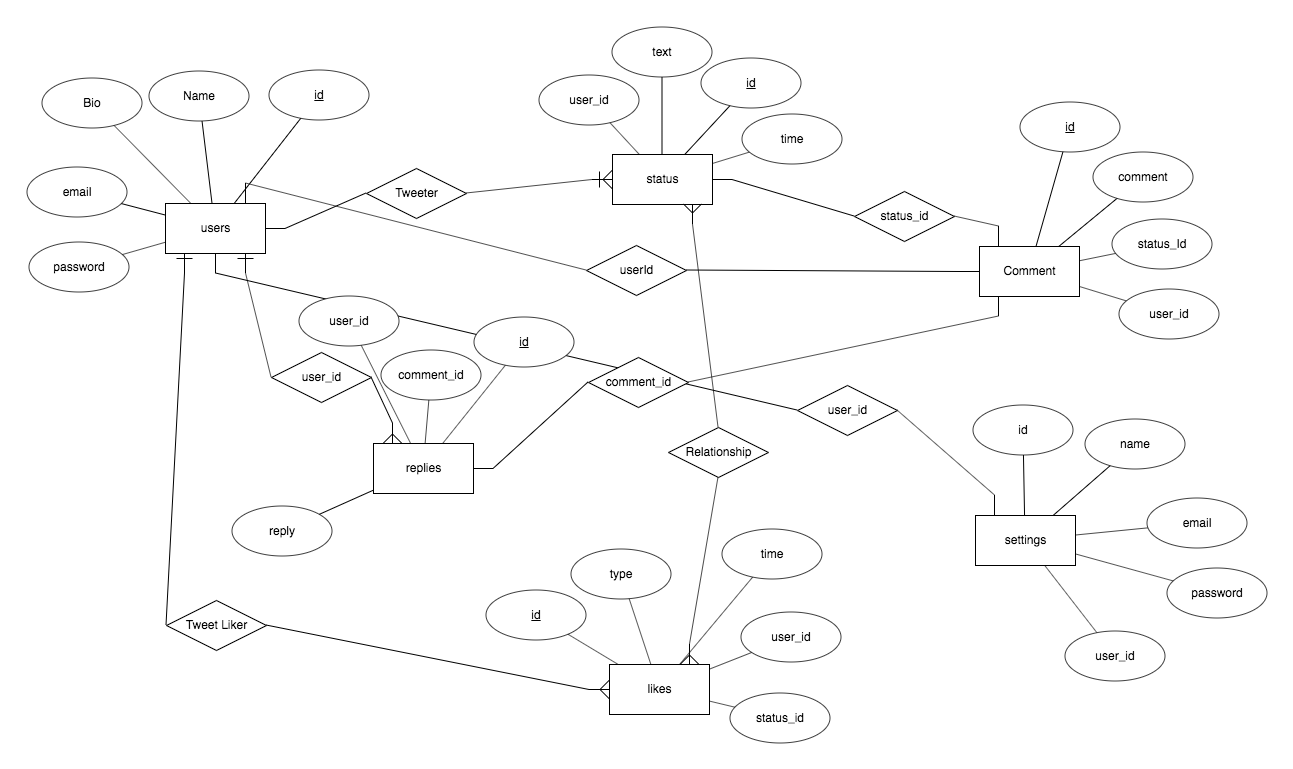 text
id
Bio
Name
id
user_id
id
time
comment
email
Tweeter
status
users
status_id
status_Id
password
userId
Comment
user_id
user_id
id
user_id
comment_id
comment_id
user_id
id
name
replies
Relationship
reply
settings
email
type
time
password
id
Tweet Liker
user_id
user_id
likes
status_id